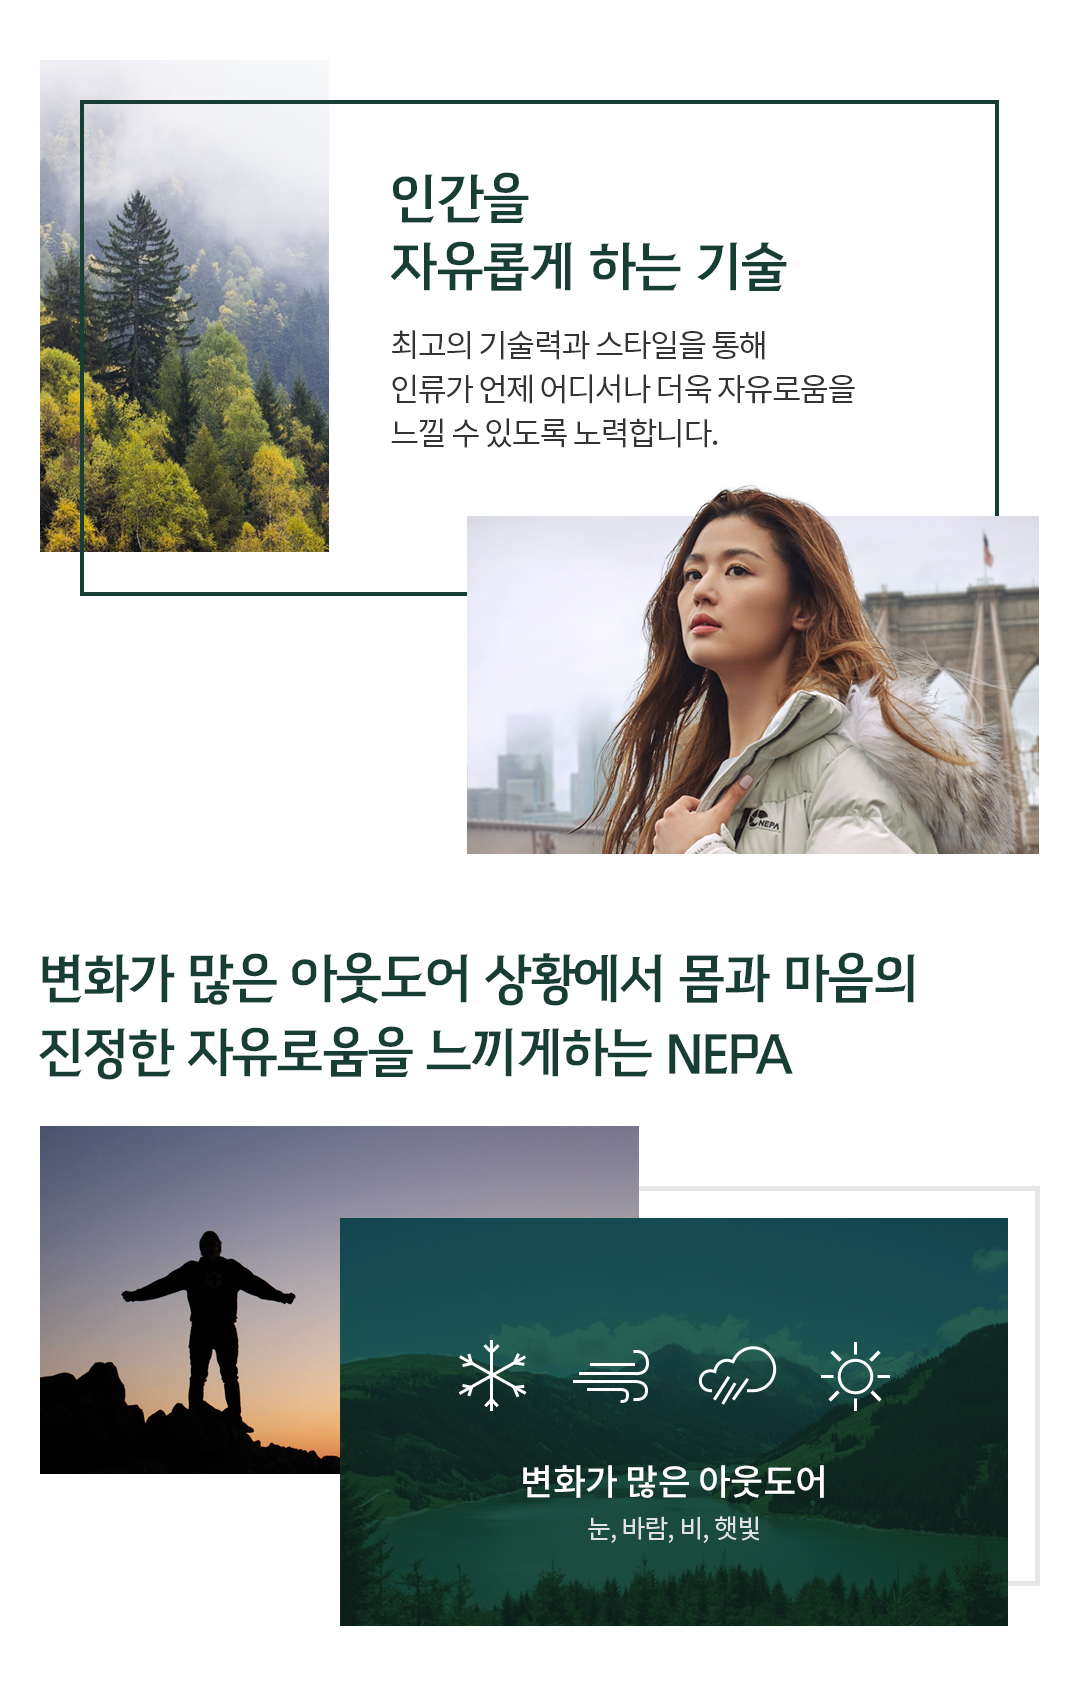 인간을
자유롭게 하는 기술
최고의 기술력과 스타일을 통해
인류가 언제 어디서나 더욱 자유로움을
느낄 수 있도록 노력합니다.
NEPA
변화가 많은 아웃도어 상황에서 몸과 마음의
진정한 자유로움을 느끼게하는 NEPA
변화가 많은 아웃도어
눈, 바람, 비, 햇빛